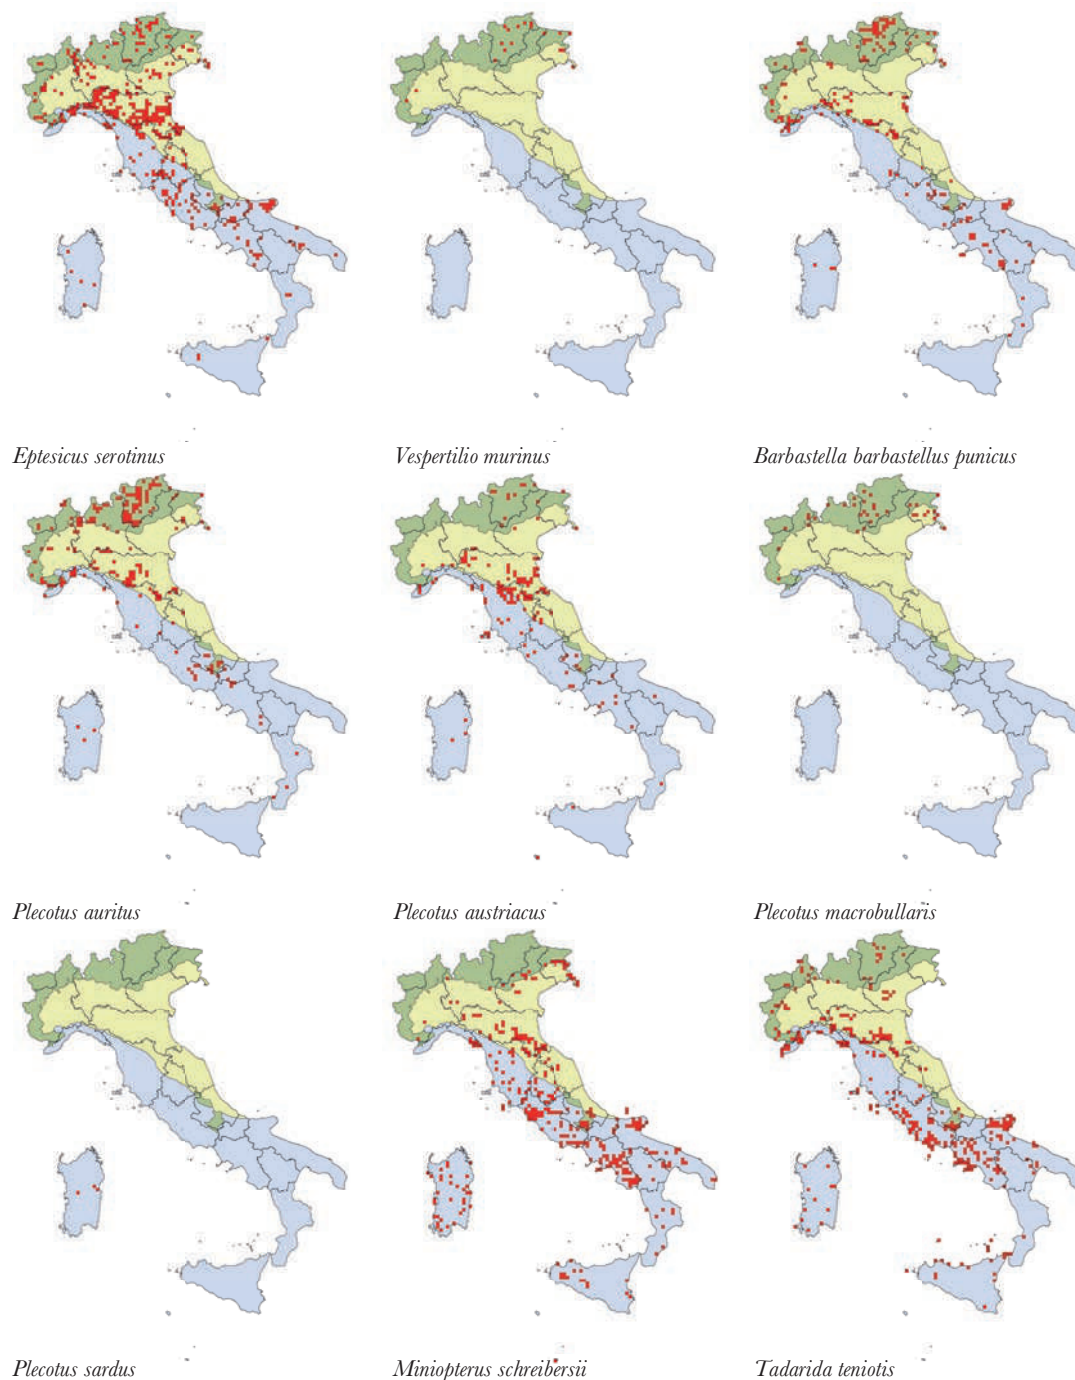 Eptesicus serotinus
Vespertilio murinus
Barbastella barbastellus punicus
Plecotus auritus
Plecotus austriacus
Plecotus macrobullaris
Plecotus sardus
Miniopterus schreibersii
Tadarida teniotis